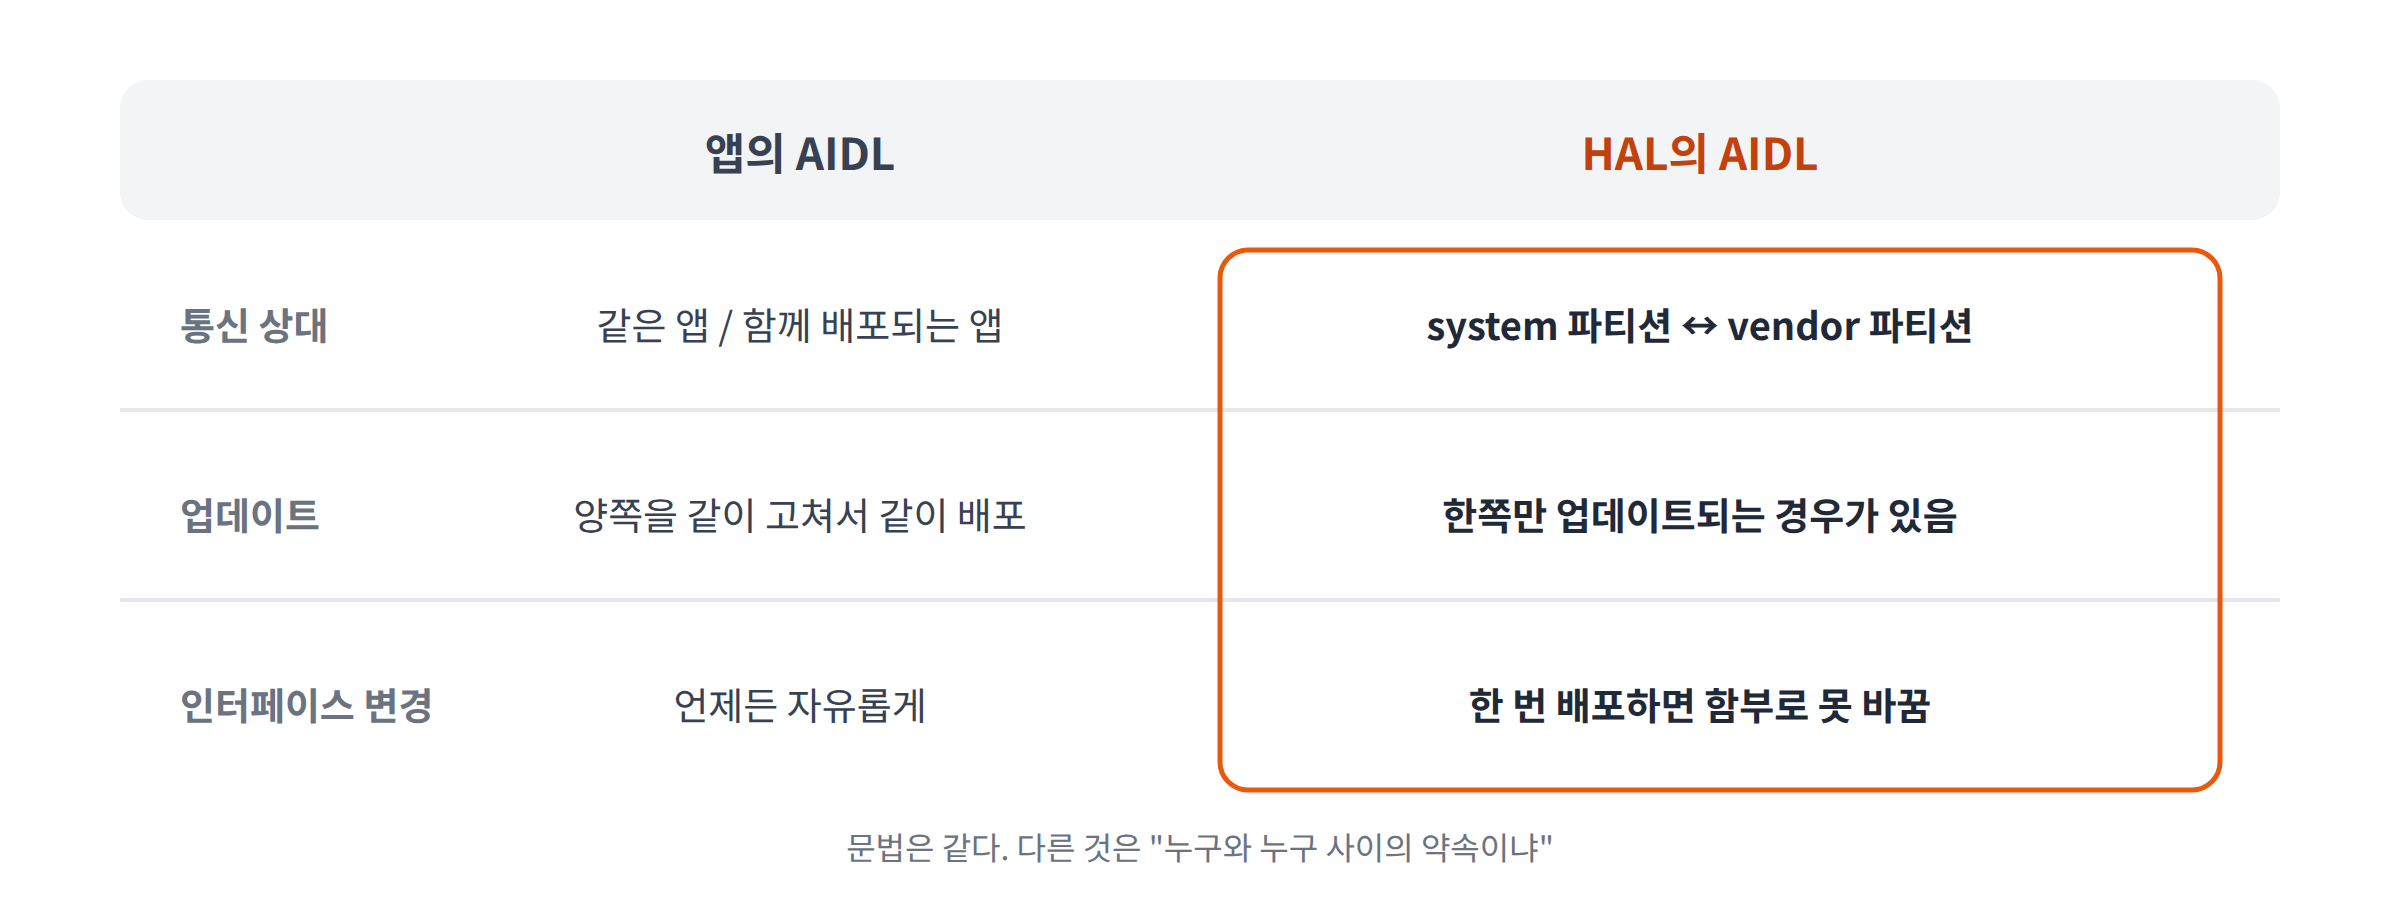 앱의 AIDL HAL의 AIDL
통신 상대 같은 앱 / 함께 배포되는 앱 system 파티션 ↔ vendor 파티션
업데이트 양쪽을 같이 고쳐서 같이 배포 한쪽만 업데이트되는 경우가 있음
인터페이스 변경 언제든 자유롭게 한 번 배포하면 함부로 못 바꿈
문법은 같다. 다른 것은 "누구와 누구 사이의 약속이냐"